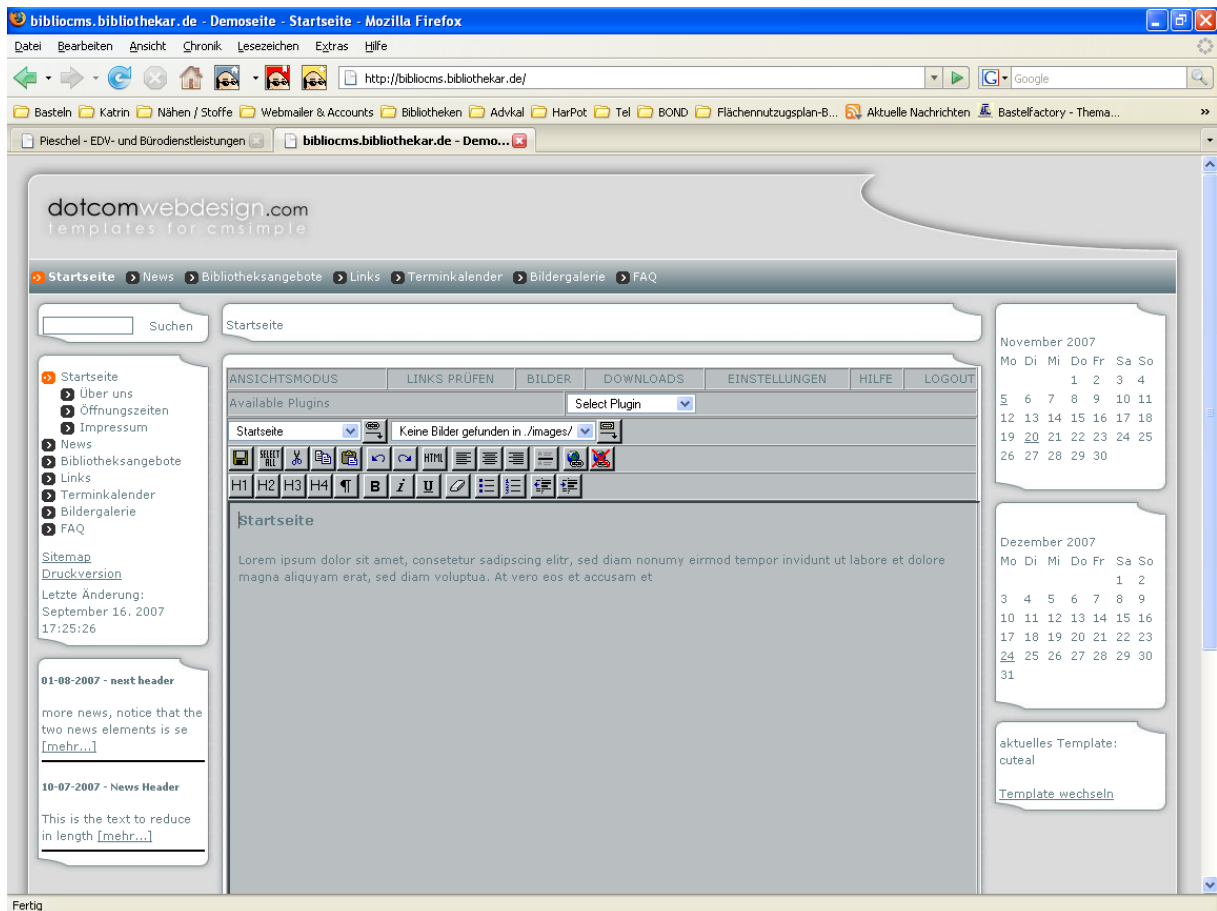 bibliocms.bibliothekar.de - Demoseite - Startseite - Mozilla Firefox
Datei Bearbeiten Ansicht Chronik Lesezeichen Extras Hilfe
http://bibliocms.bibliothekar.de/
G Google
Basteln Katrin Nähen / Stoffe Webmailer & Accounts Bibliotheken Advkal HarPot Tel BOND Flächennutzugsplan-B... Aktuelle Nachrichten BastelFactory - Thema... »
Pieschel - EDV- und Bürodienstleistungen bibliocms.bibliothekar.de - Demo...
dotcomwebdesign.com
templates for cmsimple
Startseite News Bibliotheksangebote Links Terminkalender Bildergalerie FAQ
Suchen
Startseite
Über uns
Öffnungszeiten
Impressum
News
Bibliotheksangebote
Links
Terminkalender
Bildergalerie
FAQ
Sitemap
Druckversion
Letzte Änderung:
September 16. 2007
17:25:26
01-08-2007 - next header
more news, notice that the
two news elements is se
[mehr...]
10-07-2007 - News Header
This is the text to reduce
in length [mehr...]
Startseite
ANSICHTSMODUS LINKS PRÜFEN BILDER DOWNLOADS EINSTELLUNGEN HILFE LOGOUT
Available Plugins Select Plugin
Startseite Keine Bilder gefunden in ./images/
SELECT ALL HTML
H1 H2 H3 H4 ¶ B i U
Startseite
Lorem ipsum dolor sit amet, consetetur sadipscing elitr, sed diam nonumy eirmod tempor invidunt ut labore et dolore
magna aliquyam erat, sed diam voluptua. At vero eos et accusam et
November 2007
Mo Di Mi Do Fr Sa So
1 2 3 4
5 6 7 8 9 10 11
12 13 14 15 16 17 18
19 20 21 22 23 24 25
26 27 28 29 30
Dezember 2007
Mo Di Mi Do Fr Sa So
1 2
3 4 5 6 7 8 9
10 11 12 13 14 15 16
17 18 19 20 21 22 23
24 25 26 27 28 29 30
31
aktuelles Template:
cuteal
Template wechseln
Fertig